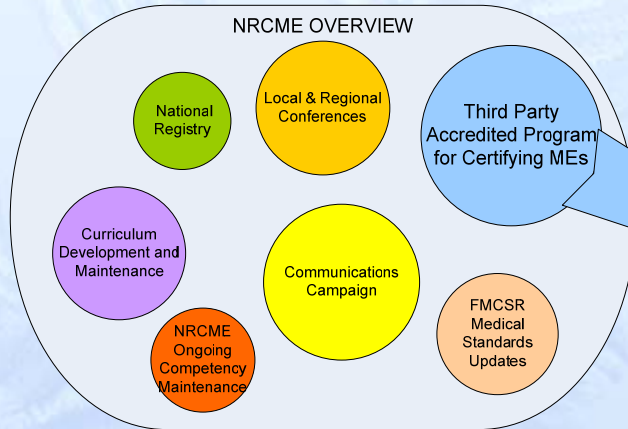 NRCME OVERVIEW
National
Registry
Local & Regional
Conferences
Third Party
Accredited Program
for Certifying MEs
Curriculum
Development and
Maintenance
Communications
Campaign
NRCME
Ongoing
Competency
Maintenance
FMCSR
Medical
Standards
Updates